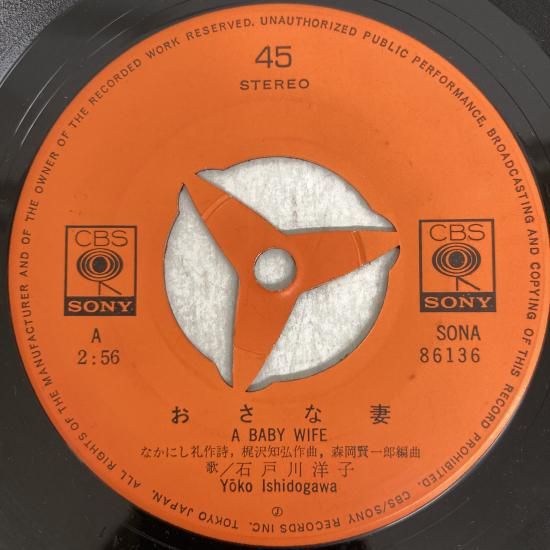 ALL RIGHTS OF THE MANUFACTURER AND OF THE OWNER OF THE RECORDED WORK RESERVED. UNAUTHORIZED PUBLIC PERFORMANCE, BROADCASTING AND COPYING OF THIS RECORD PROHIBITED. CBS/SONY RECORDS INC. TOKYO JAPAN.
45
STEREO
CBS
SONY
CBS
SONY
A
2:56
SONA
86136
おさな妻
A BABY WIFE
なかにし礼作詩, 梶沢知弘作曲, 森岡賢一郎編曲
歌/石戸川洋子
Yōko Ishidogawa
Ⓙ